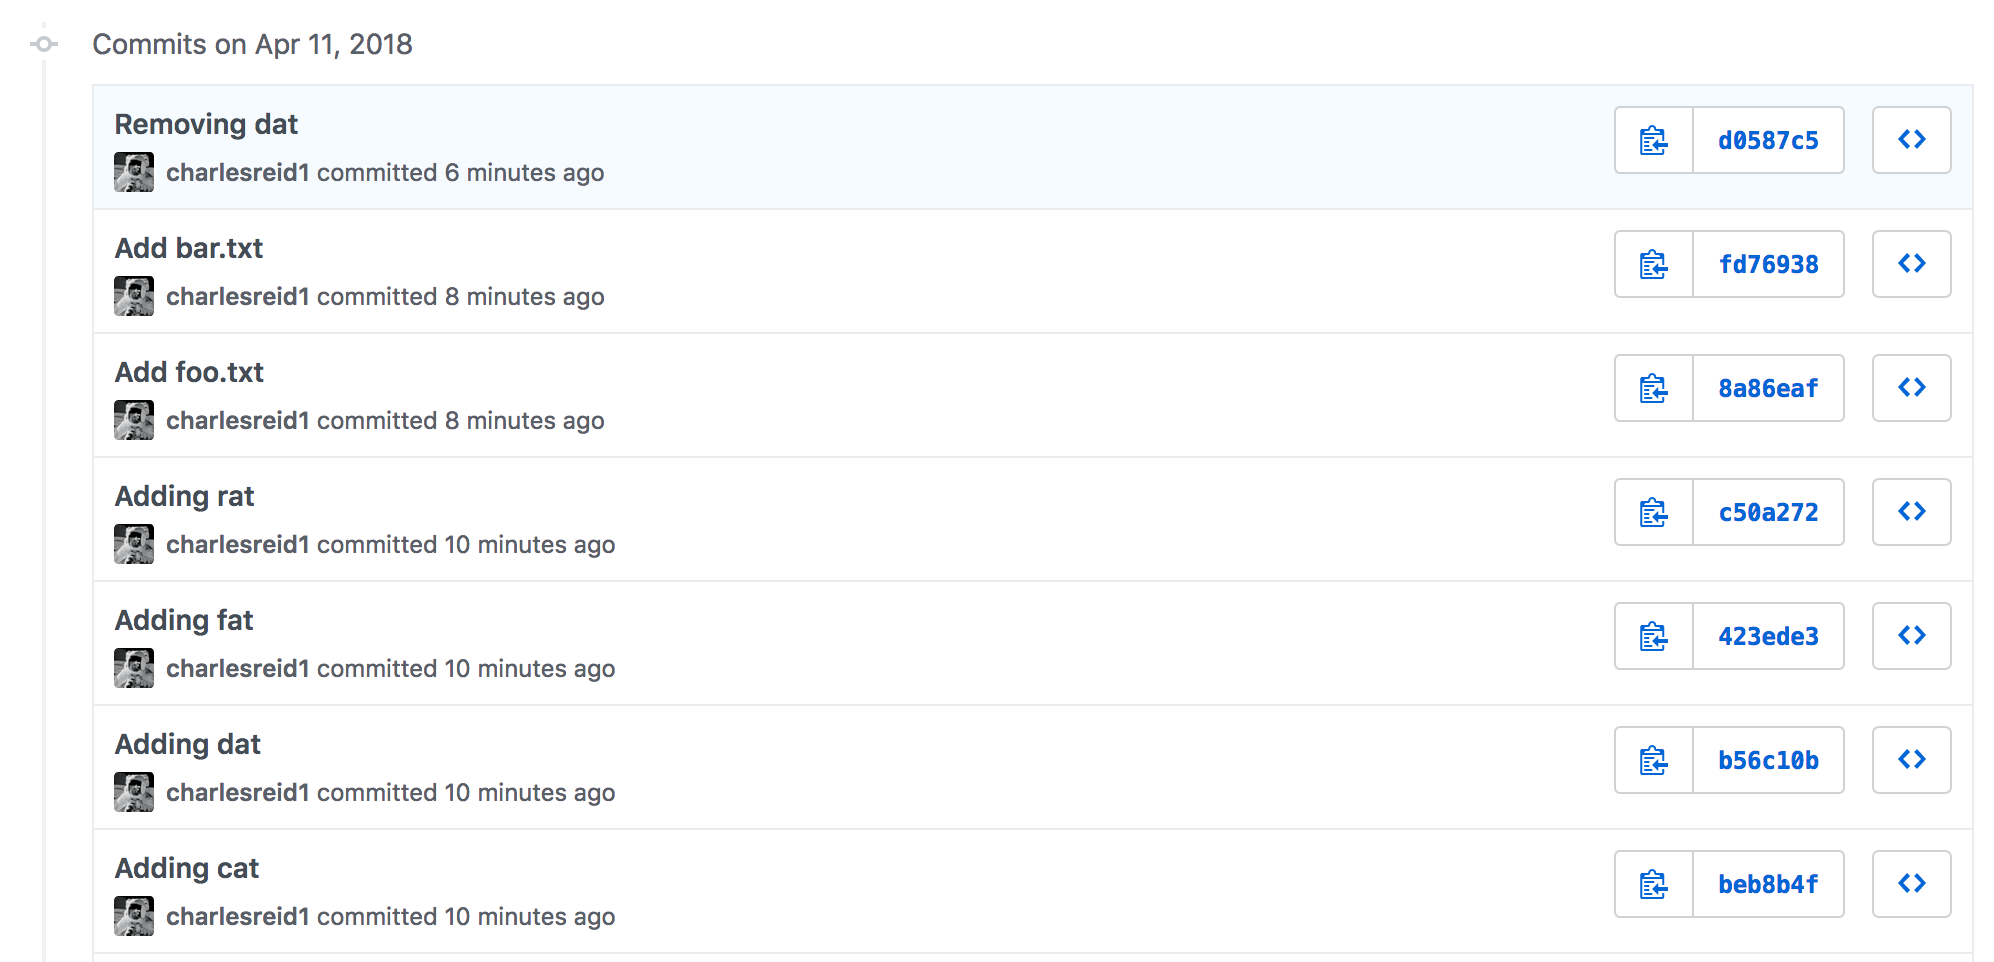 Commits on Apr 11, 2018
Removing dat
charlesreid1 committed 6 minutes ago
d0587c5
Add bar.txt
charlesreid1 committed 8 minutes ago
fd76938
Add foo.txt
charlesreid1 committed 8 minutes ago
8a86eaf
Adding rat
charlesreid1 committed 10 minutes ago
c50a272
Adding fat
charlesreid1 committed 10 minutes ago
423ede3
Adding dat
charlesreid1 committed 10 minutes ago
b56c10b
Adding cat
charlesreid1 committed 10 minutes ago
beb8b4f